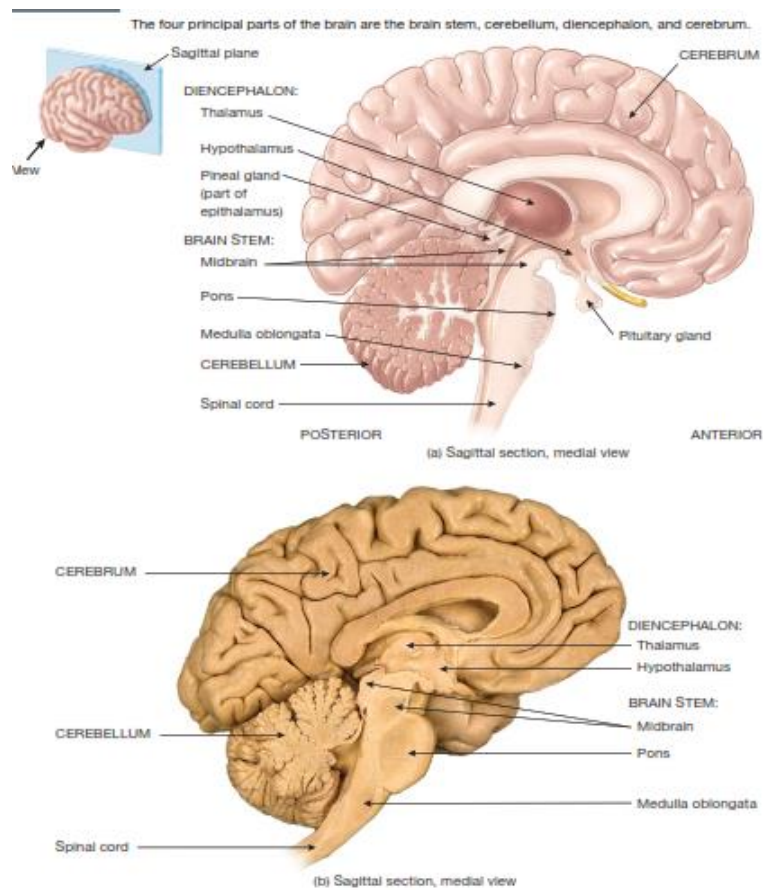 The four principal parts of the brain are the brain stem, cerebellum, diencephalon, and cerebrum.
Sagittal plane
View
CEREBRUM
DIENCEPHALON:
Thalamus
Hypothalamus
Pineal gland
(part of
epithalamus)
BRAIN STEM:
Midbrain
Pons
Medulla oblongata
CEREBELLUM
Spinal cord
Pituitary gland
POSTERIOR
ANTERIOR
(a) Sagittal section, medial view
CEREBRUM
DIENCEPHALON:
Thalamus
Hypothalamus
BRAIN STEM:
Midbrain
CEREBELLUM
Pons
Medulla oblongata
Spinal cord
(b) Sagittal section, medial view